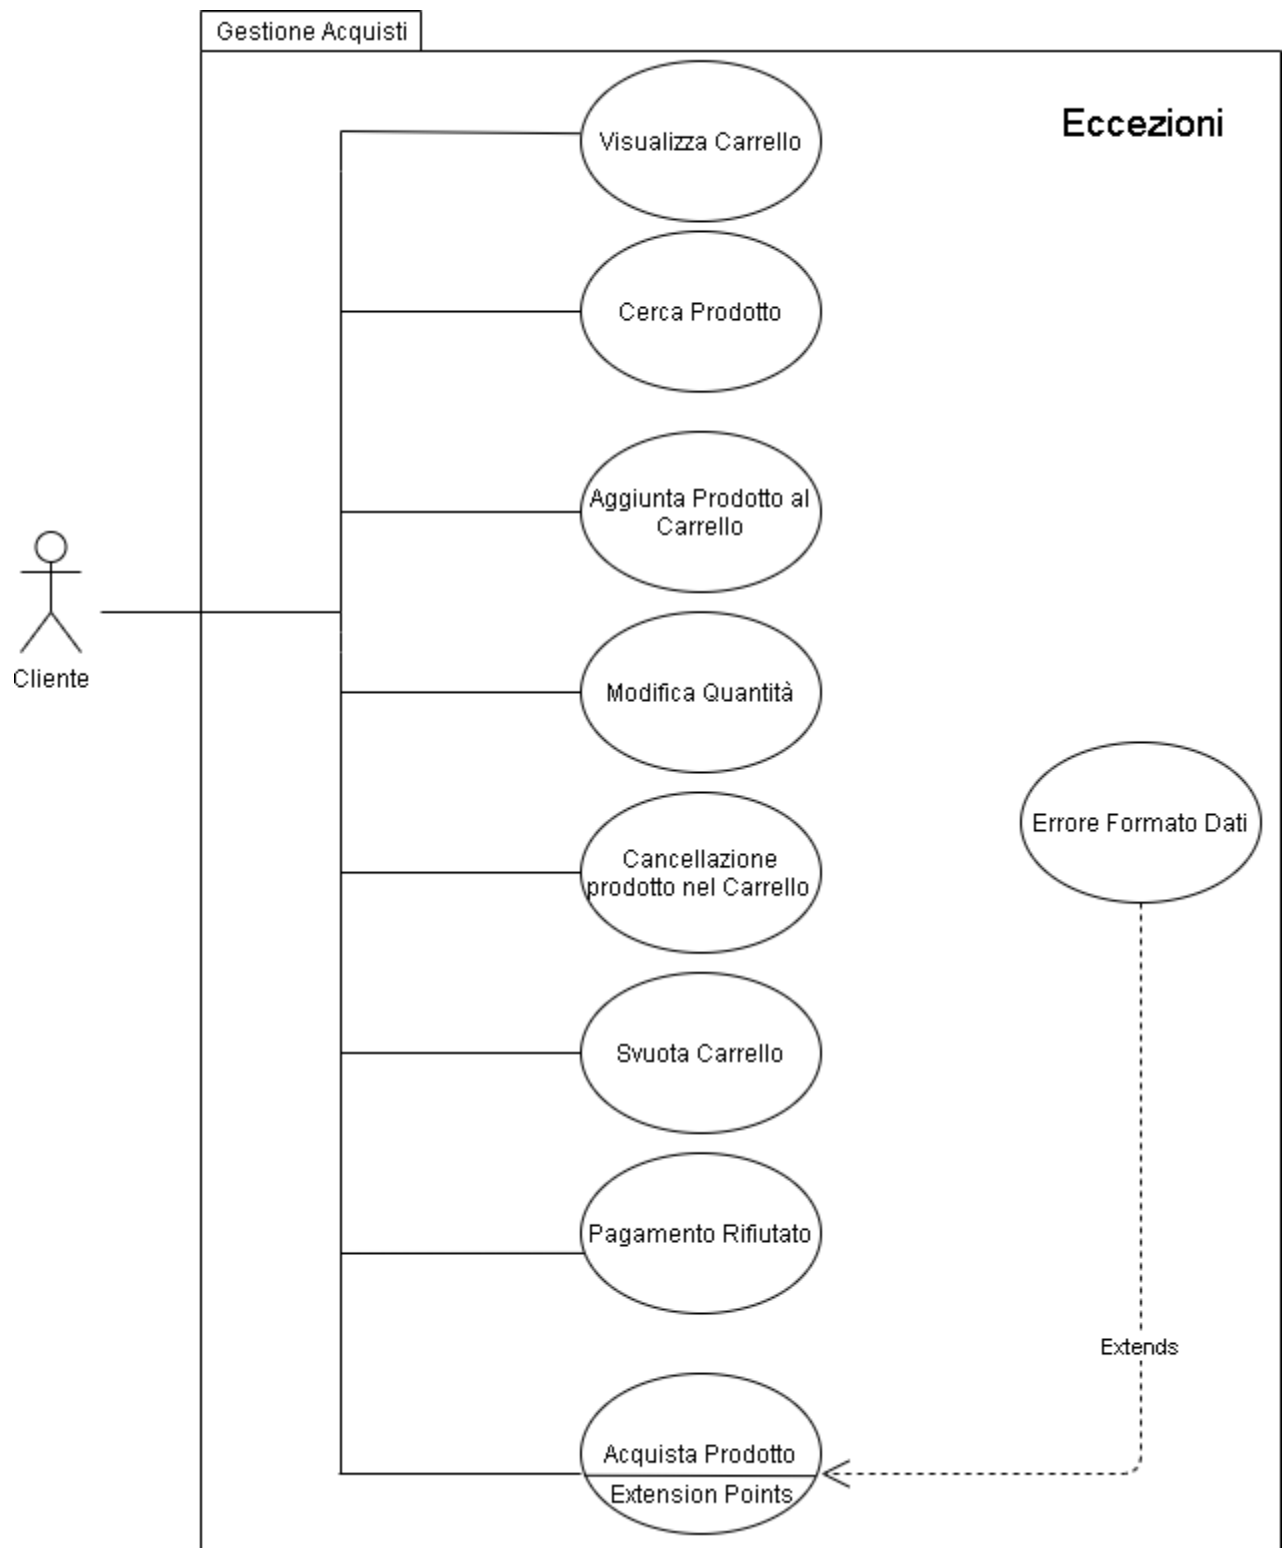 Gestione Acquisti
Eccezioni
Visualizza Carrello
Cerca Prodotto
Aggiunta Prodotto al
Carrello
Cliente
Modifica Quantità
Errore Formato Dati
Cancellazione
prodotto nel Carrello
Svuota Carrello
Pagamento Rifiutato
Extends
Acquista Prodotto
Extension Points